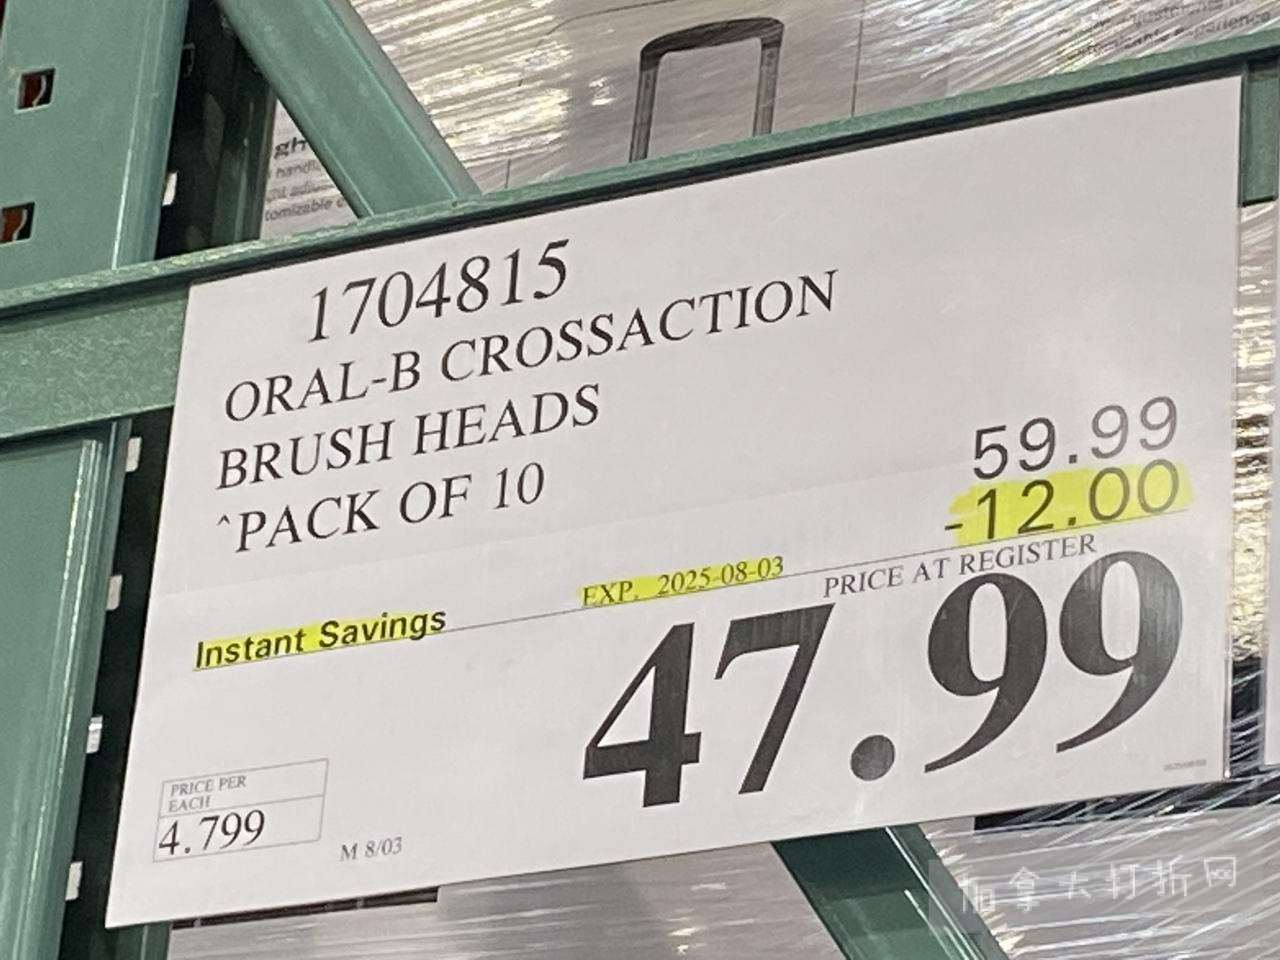 1704815
ORAL-B CROSSACTION
BRUSH HEADS
^PACK OF 10
59.99
-12.00
Instant Savings
EXP. 2025-08-03
PRICE AT REGISTER
47.99
PRICE PER
EACH
4.799
M 8/03
加拿大打折网